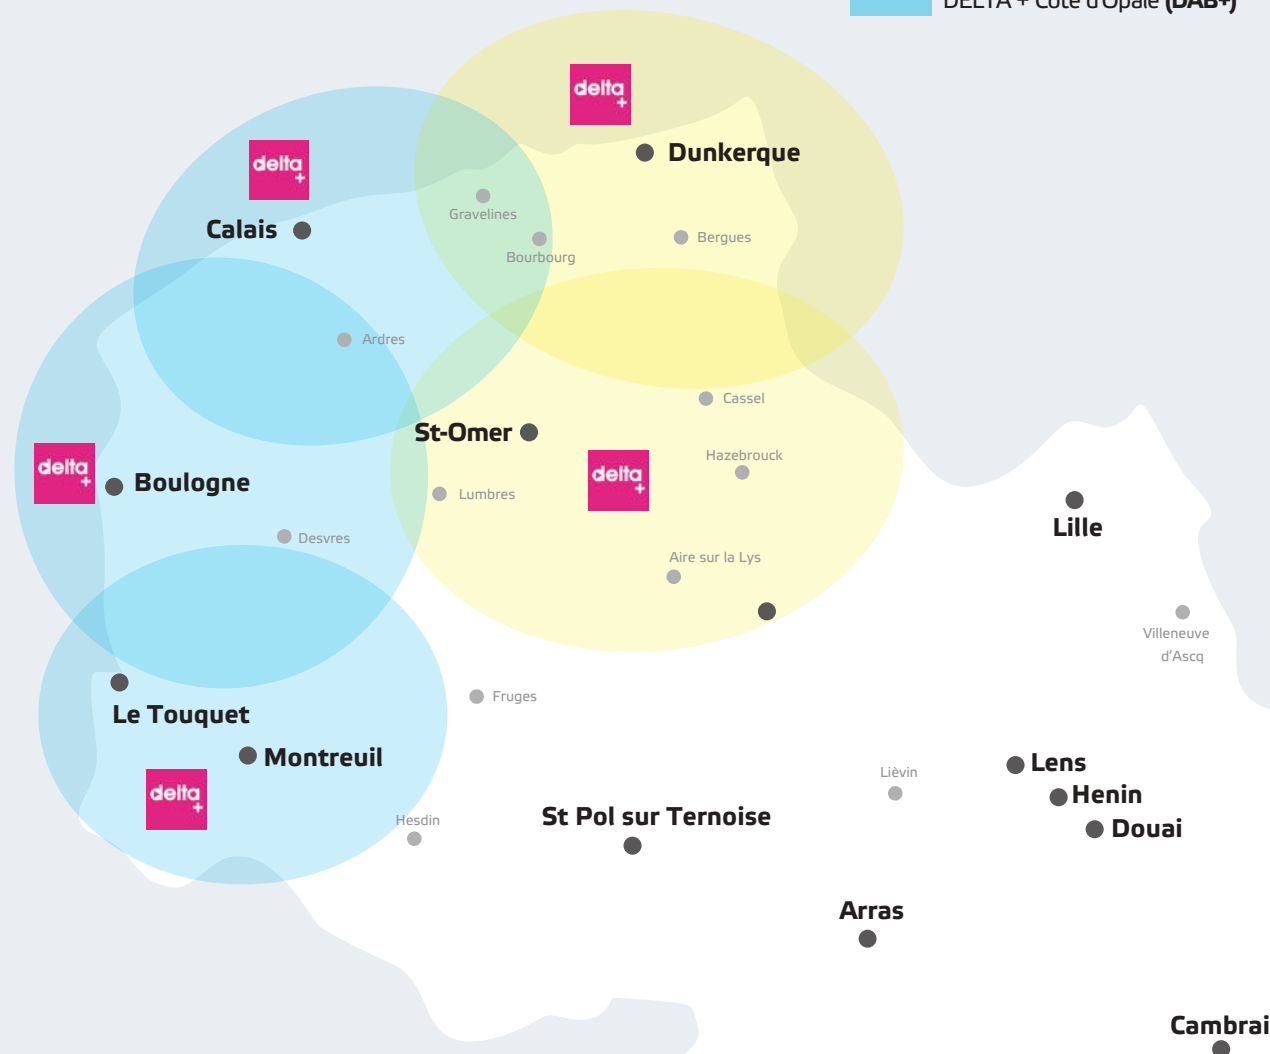 DELTA + Côte d'Opale (DAB+)
delta
+
Dunkerque
delta
+
Gravelines
Calais
Bourbourg
Bergues
Ardres
Cassel
St-Omer
Hazebrouck
delta
+
Boulogne
delta
+
Lumbres
Lille
Desvres
Aire sur la Lys
Villeneuve
d'Ascq
Fruges
Le Touquet
Montreuil
delta
+
Lièvin
Lens
Henin
Hesdin
St Pol sur Ternoise
Douai
Arras
Cambrai